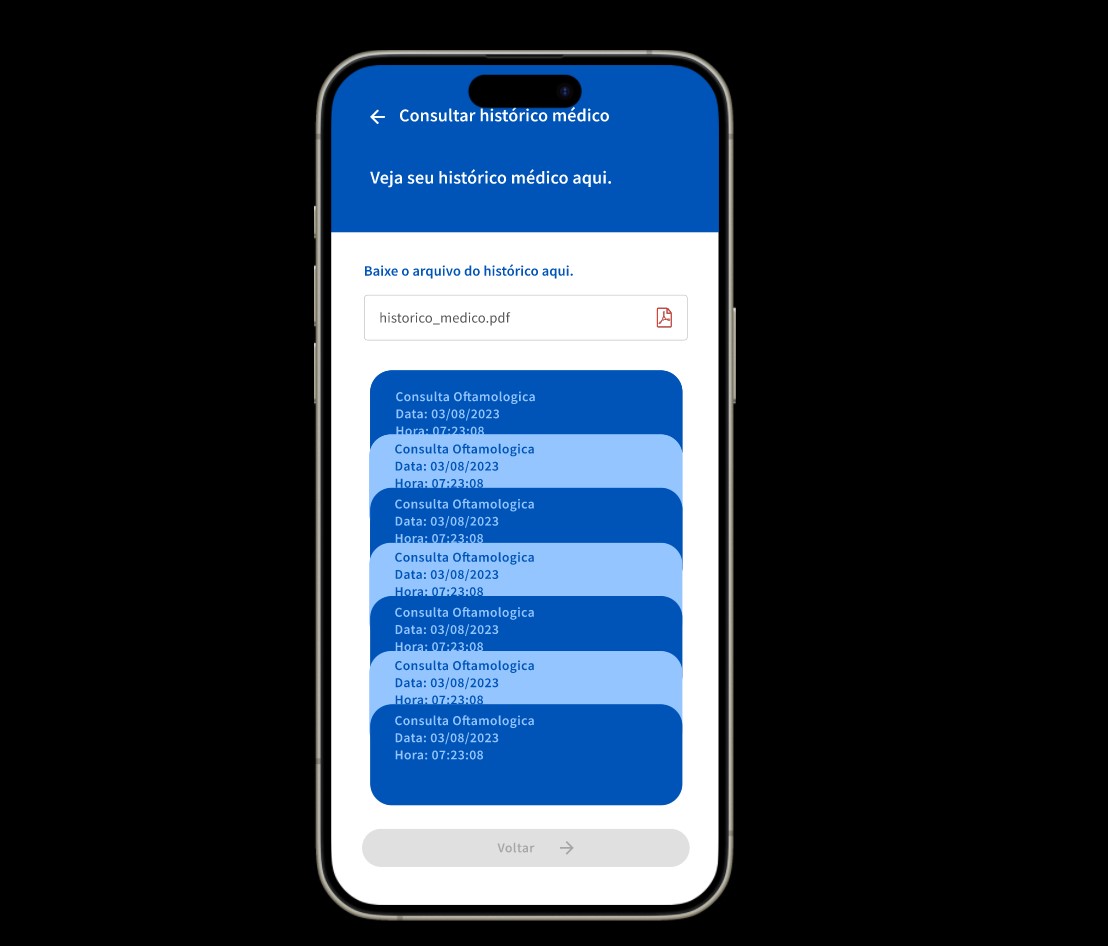 Consultar histórico médico
Veja seu histórico médico aqui.
Baixe o arquivo do histórico aqui.
historico_medico.pdf
Consulta Oftamologica
Data: 03/08/2023
Hora: 07:23:08
Consulta Oftamologica
Data: 03/08/2023
Hora: 07:23:08
Consulta Oftamologica
Data: 03/08/2023
Hora: 07:23:08
Consulta Oftamologica
Data: 03/08/2023
Hora: 07:23:08
Consulta Oftamologica
Data: 03/08/2023
Hora: 07:23:08
Consulta Oftamologica
Data: 03/08/2023
Hora: 07:23:08
Consulta Oftamologica
Data: 03/08/2023
Hora: 07:23:08
Voltar